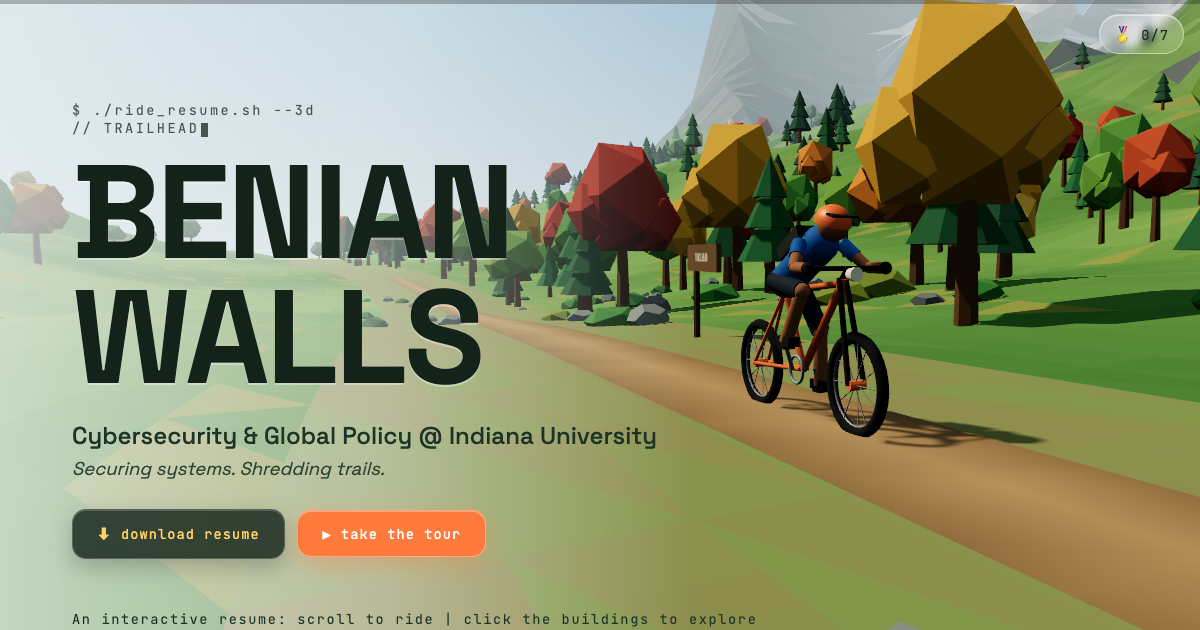 0/7
$ ./ride_resume.sh --3d
// TRAILHEAD
BENIAN
WALLS
Cybersecurity & Global Policy @ Indiana University
Securing systems. Shredding trails.
⬇ download resume
▶ take the tour
An interactive resume: scroll to ride | click the buildings to explore